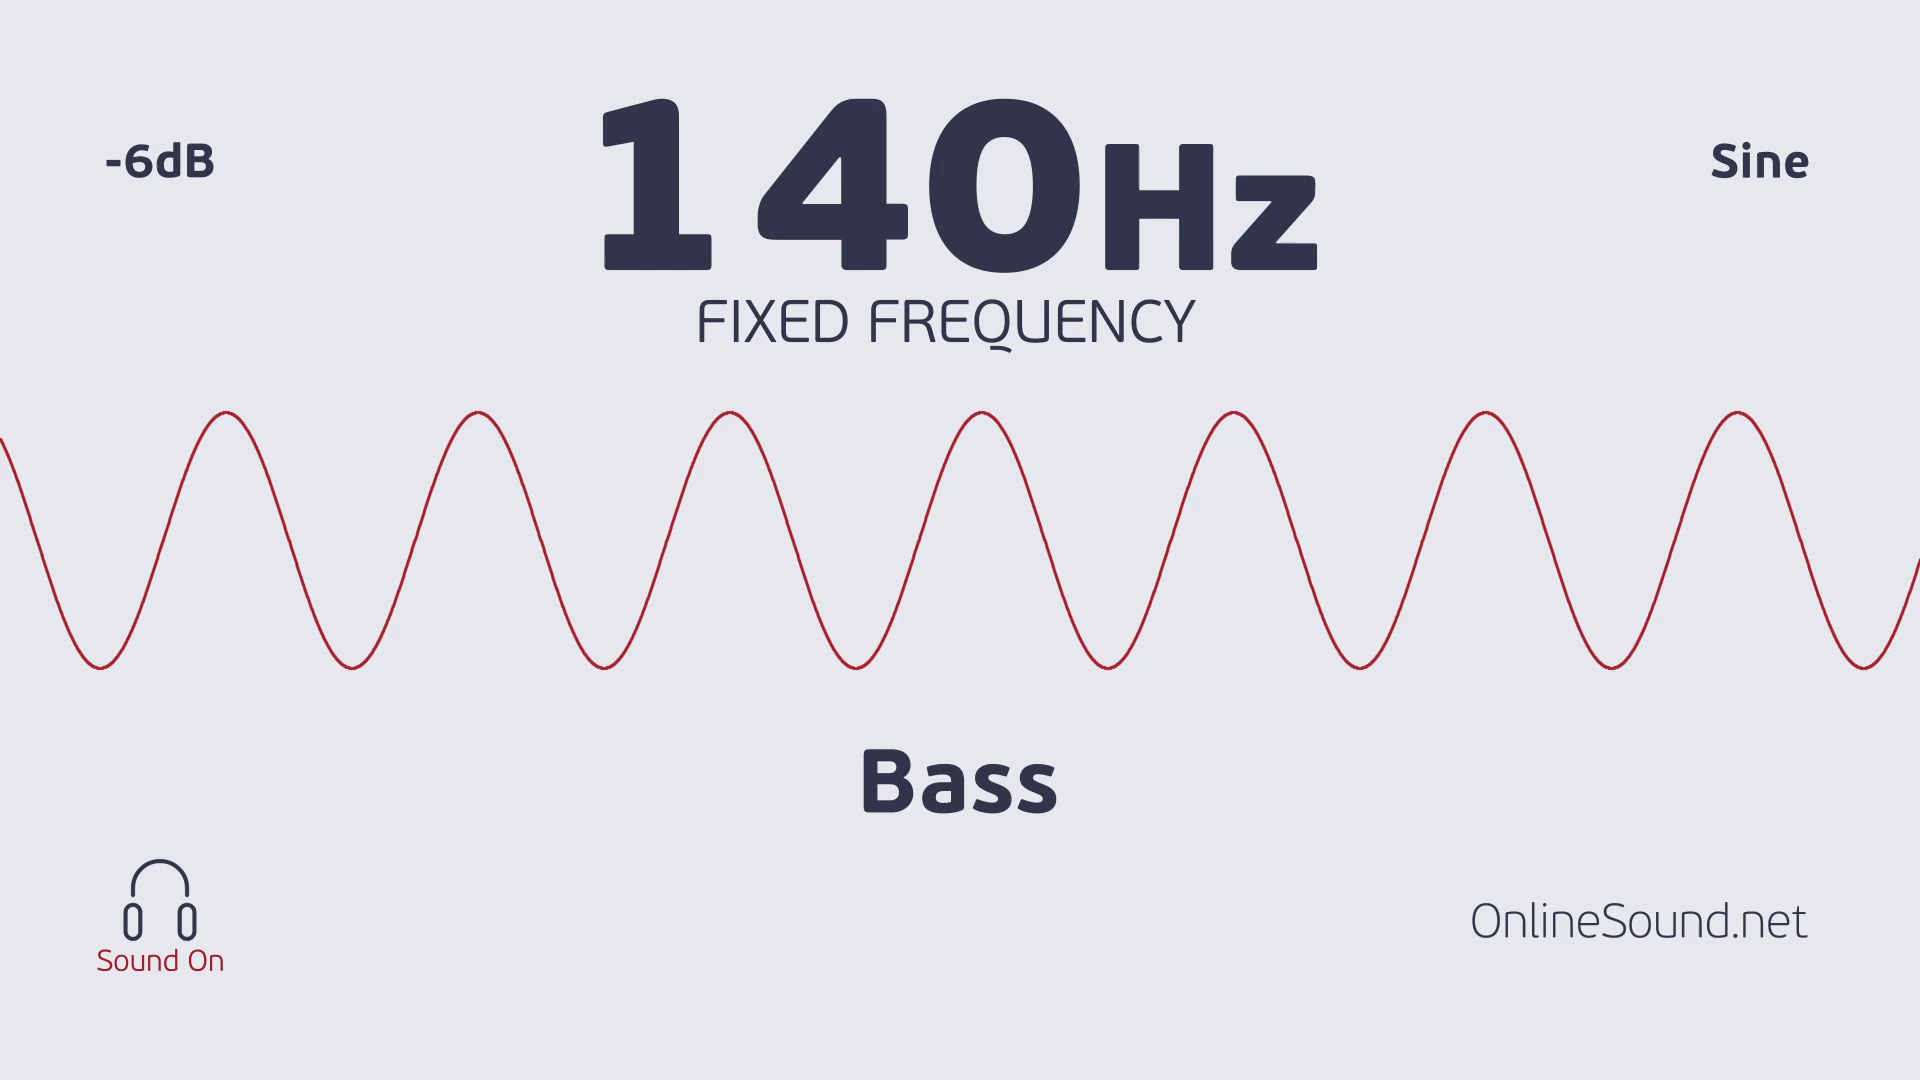 -6dB
140Hz
Sine
FIXED FREQUENCY
Bass
Sound On
OnlineSound.net